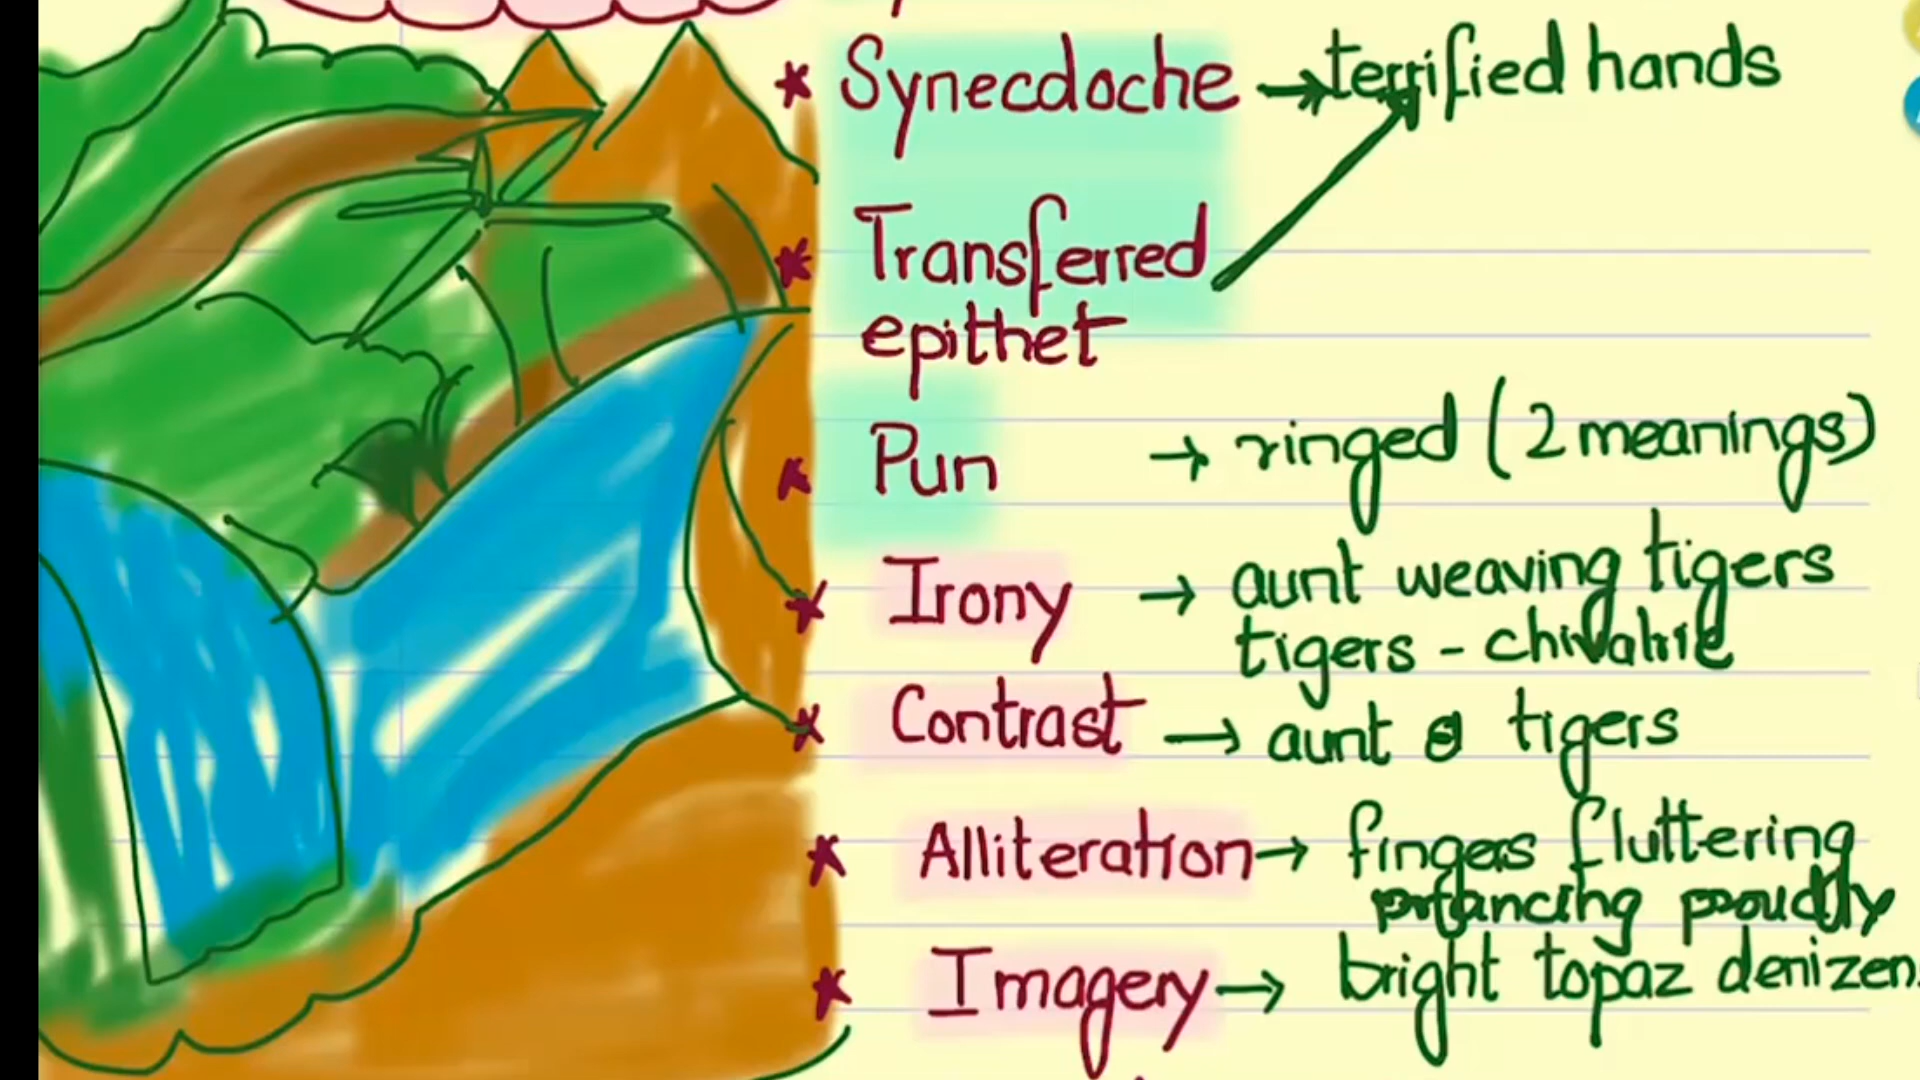 * Synecdoche → terrified hands
* Transferred
epithet
* Pun → ringed (2 meanings)
* Irony → aunt weaving tigers
tigers - chivalric
* Contrast → aunt tigers
* Alliteration → fingers fluttering
prancing proudly
* Imagery → bright topaz denizen